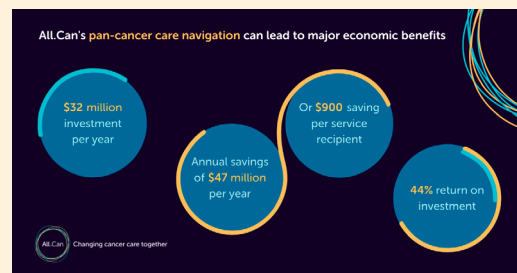 All.Can's pan-cancer care navigation can lead to major economic benefits
$32 million
investment
per year
Annual savings
of $47 million
per year
Or $900 saving
per service
recipient
44% return on
investment
All.Can
Changing cancer care together